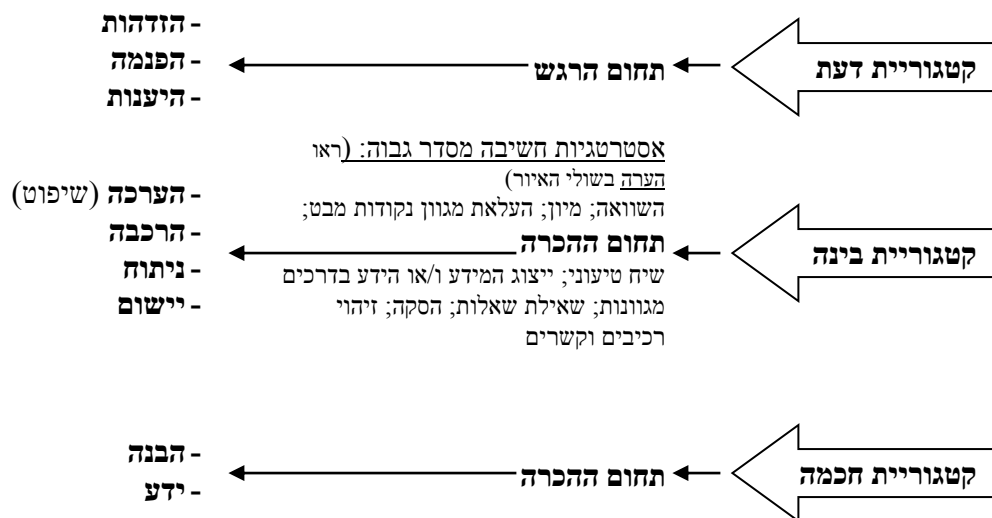 קטגוריית דעת
תחום הרגש
- הזדהות
- הפנמה
- היענות
קטגוריית בינה
אסטרטגיות חשיבה מסדר גבוה: (ראו
הערה בשולי האיור)
השוואה; מיון; העלאת מגוון נקודות מבט;
תחום ההכרה
שיח טיעוני; ייצוג המידע ו/או הידע בדרכים
מגוונות; שאילת שאלות; הסקה; זיהוי
רכיבים וקשרים
- הערכה (שיפוט)
- הרכבה
- ניתוח
- יישום
קטגוריית חכמה
תחום ההכרה
- הבנה
- ידע